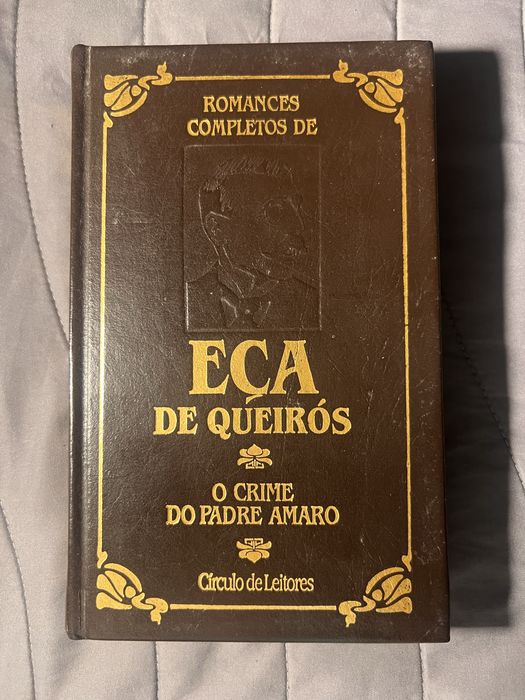 ROMANCES
COMPLETOS DE
EÇA
DE QUEIRÓS
O CRIME
DO PADRE AMARO
Círculo de Leitores